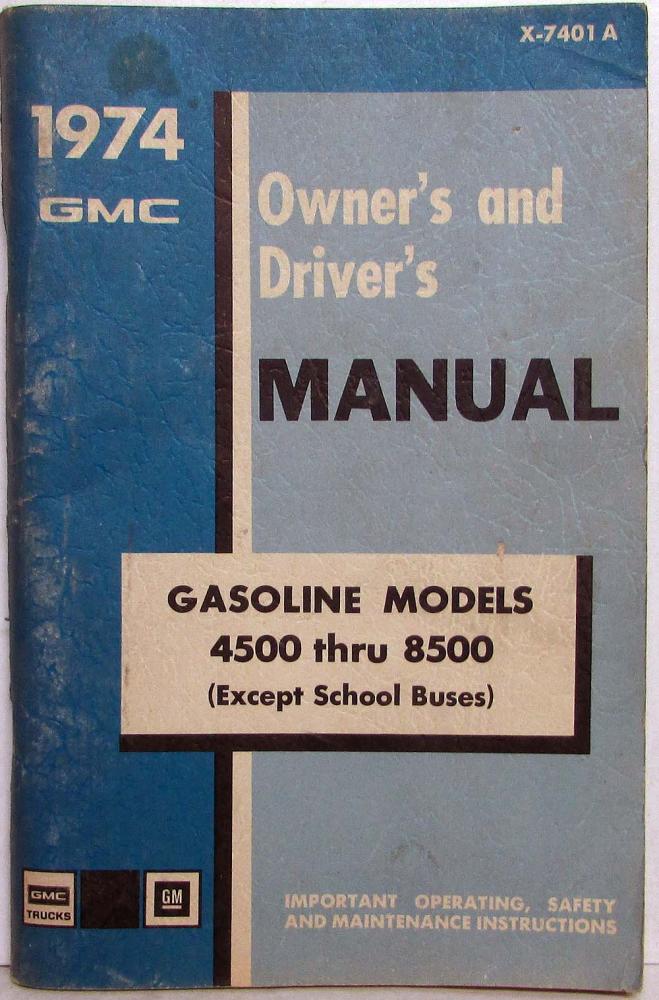 X-7401 A
1974
GMC
Owner's and
Driver's
MANUAL
GASOLINE MODELS
4500 thru 8500
(Except School Buses)
GMC
TRUCKS
GM
IMPORTANT OPERATING, SAFETY
AND MAINTENANCE INSTRUCTIONS